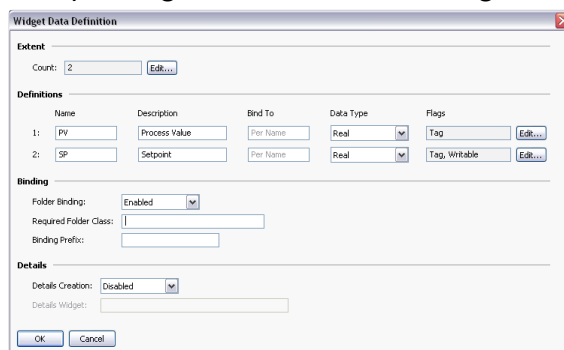 Widget Data Definition
Extent
Count: 2 Edit...
Definitions
Name Description Bind To Data Type Flags
1: PV Process Value Per Name Real Tag Edit...
2: SP Setpoint Per Name Real Tag, Writable Edit...
Binding
Folder Binding: Enabled
Required Folder Class:
Binding Prefix:
Details
Details Creation: Disabled
Details Widget:
OK Cancel